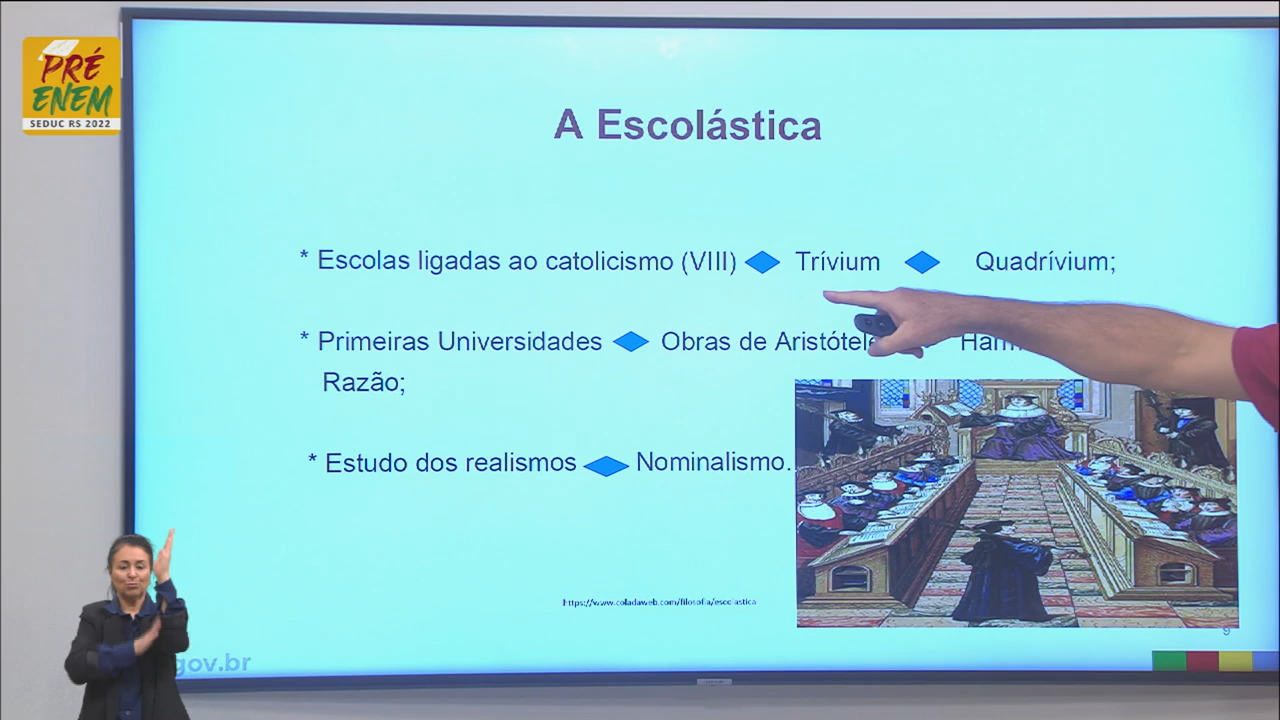 PRÉ
ENEM
SEDUC RS 2022
A Escolástica
* Escolas ligadas ao catolicismo (VIII) Trívium Quadrívium;
* Primeiras Universidades Obras de
Razão;
* Estudo dos realismos Nominalismo.
https://www.coladaweb.com/filosofia/escolastica
gov.br
9